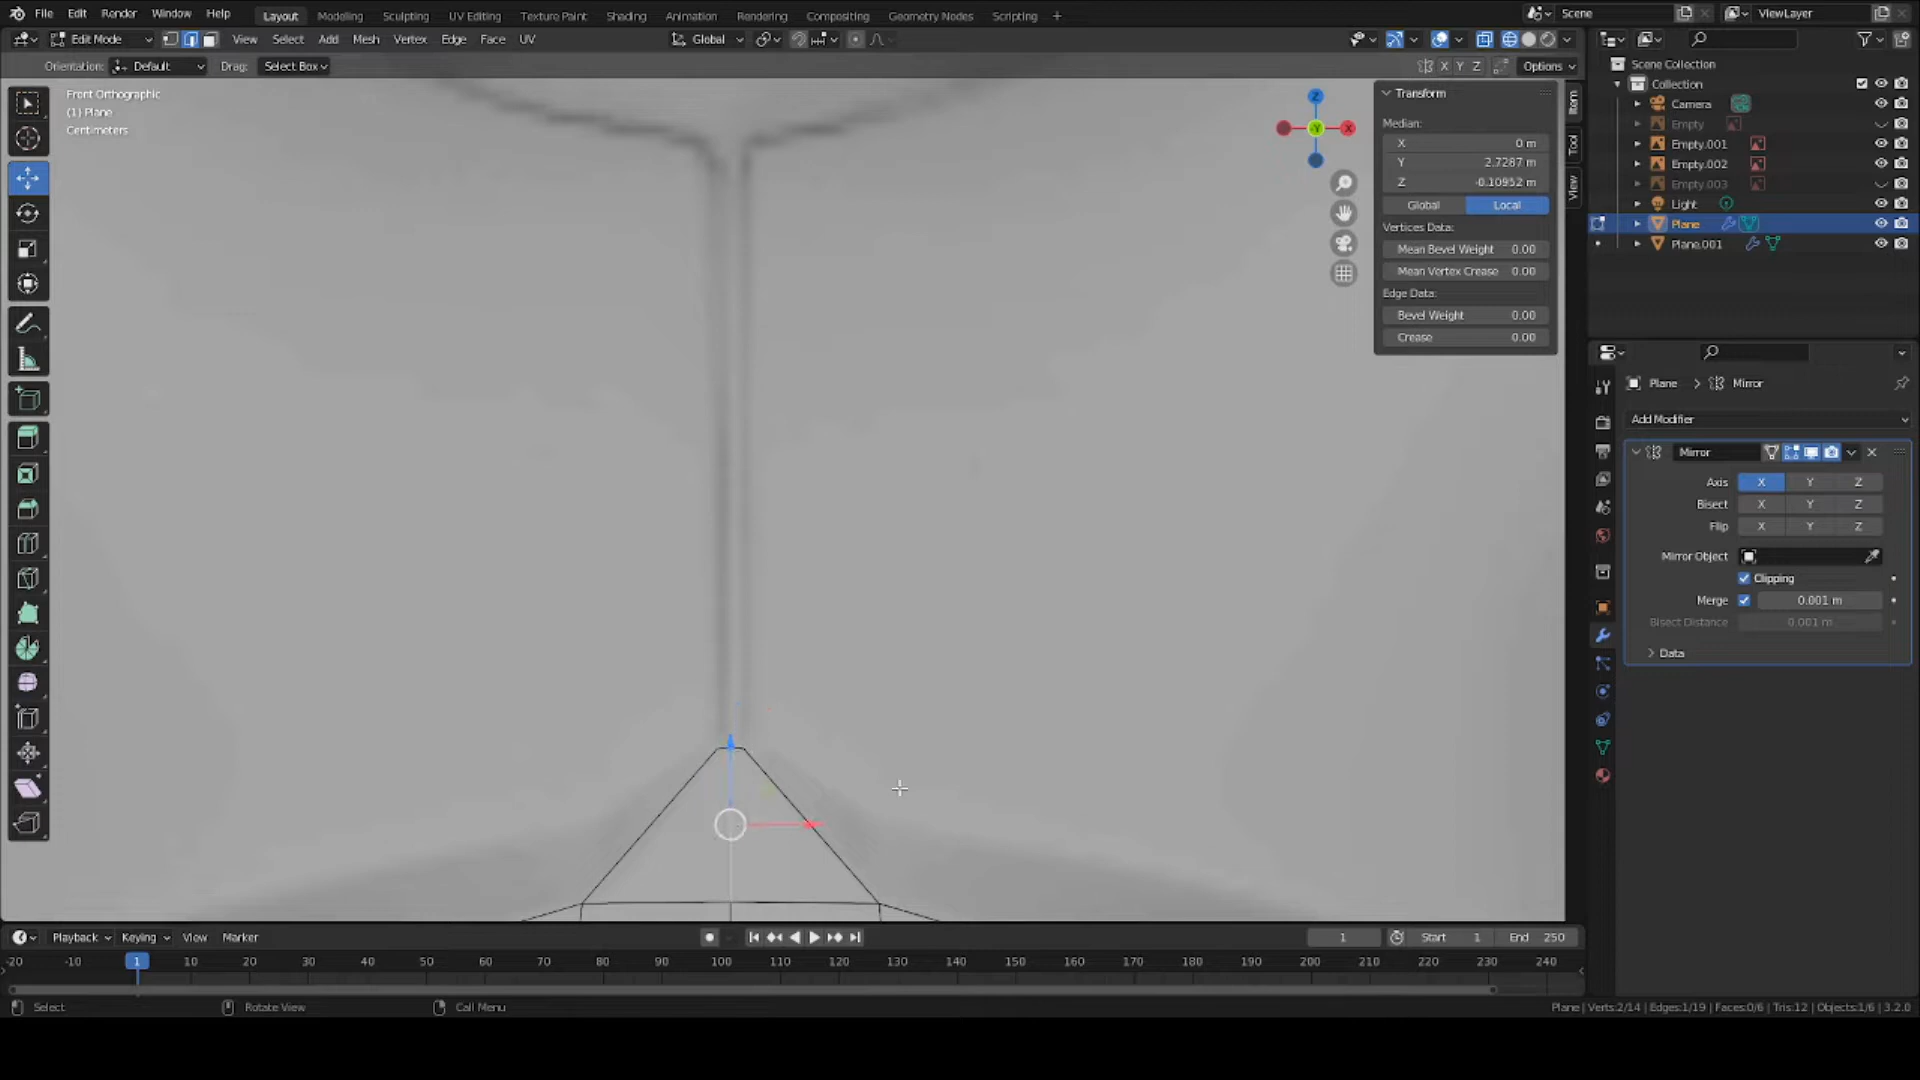 File Edit Render Window Help Layout Modeling Sculpting UV Editing Texture Paint Shading Animation Rendering Compositing Geometry Nodes Scripting + Scene ViewLayer
Edit Mode View Select Add Mesh Vertex Edge Face UV Global
Orientation: Default Drag: Select Box X Y Z Options
Front Orthographic
(1) Plane
Centimeters
Z
Y
X
Transform
Median:
X 0 m
Y 2.7287 m
Z -0.10952 m
Global Local
Vertices Data:
Mean Bevel Weight 0.00
Mean Vertex Crease 0.00
Edge Data:
Bevel Weight 0.00
Crease 0.00
Item
Tool
View
Scene Collection
Collection
Camera
Empty
Empty.001
Empty.002
Empty.003
Light
Plane
Plane.001
Plane > Mirror
Add Modifier
Mirror
Axis X Y Z
Bisect X Y Z
Flip X Y Z
Mirror Object
Clipping
Merge 0.001 m
Bisect Distance 0.001 m
Data
Playback Keying View Marker 1 Start 1 End 250
-20 -10 1 10 20 30 40 50 60 70 80 90 100 110 120 130 140 150 160 170 180 190 200 210 220 230 240
Select Rotate View Call Menu Plane | Verts:2/14 | Edges:1/19 | Faces:0/6 | Tris:12 | Objects:1/6 | 3.2.0